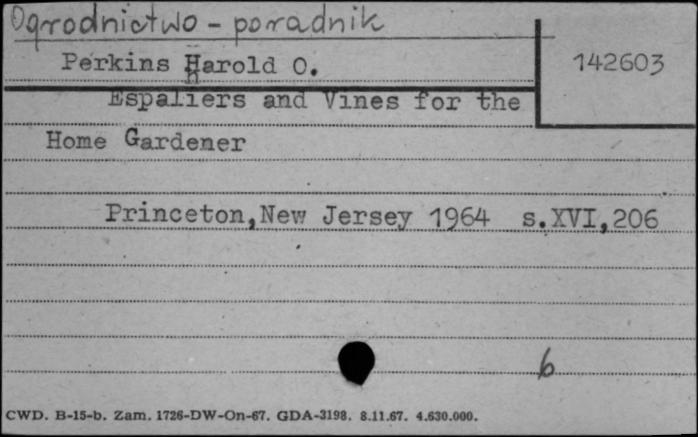 Ogrodnictwo - poradnik
Perkins Harold O.
142603
Espaliers and Vines for the
Home Gardener
Princeton, New Jersey 1964 s.XVI,206
6
CWD. B-15-b. Zam. 1726-DW-On-67. GDA-3198. 8.11.67. 4.630.000.